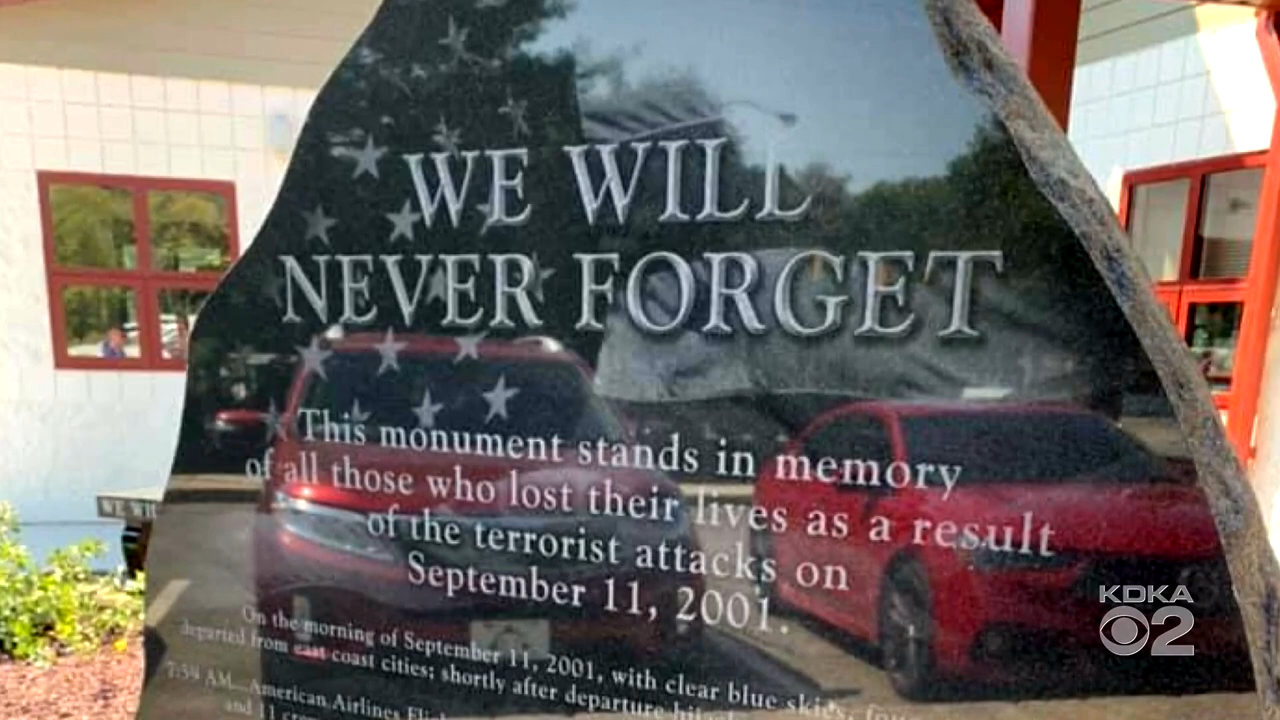 WE WILL
NEVER FORGET
This monument stands in memory
of all those who lost their lives as a result
of the terrorist attacks on
September 11, 2001.
On the morning of September 11, 2001, with clear blue skies,
departed from east coast cities; shortly after departure
7:59 AM American Airlines
and 11
KDKA
2